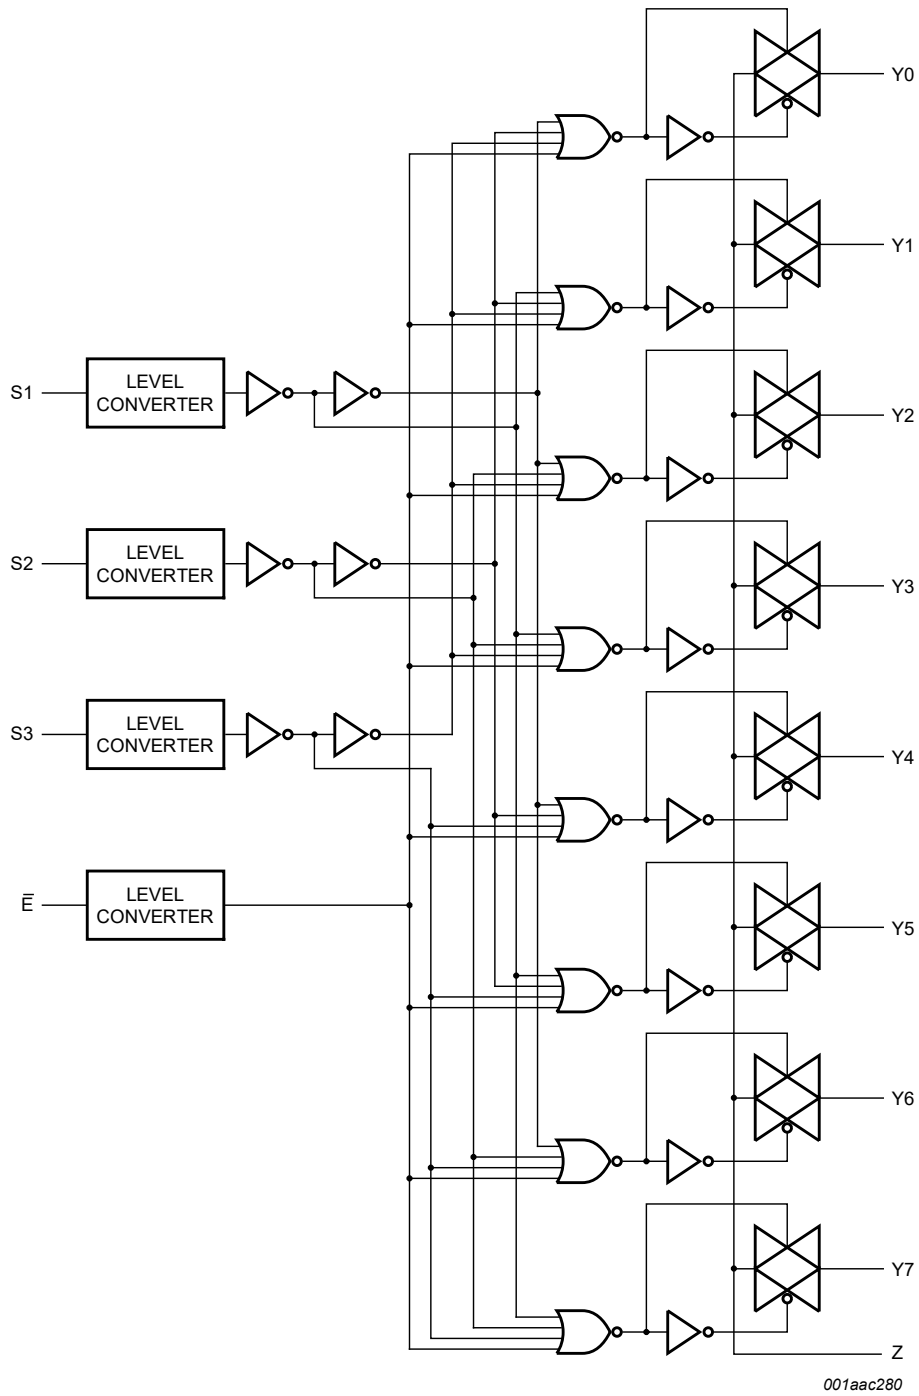 Y0
Y1
S1
LEVEL
CONVERTER
Y2
S2
LEVEL
CONVERTER
Y3
S3
LEVEL
CONVERTER
Y4
E̅
LEVEL
CONVERTER
Y5
Y6
Y7
Z
001aac280